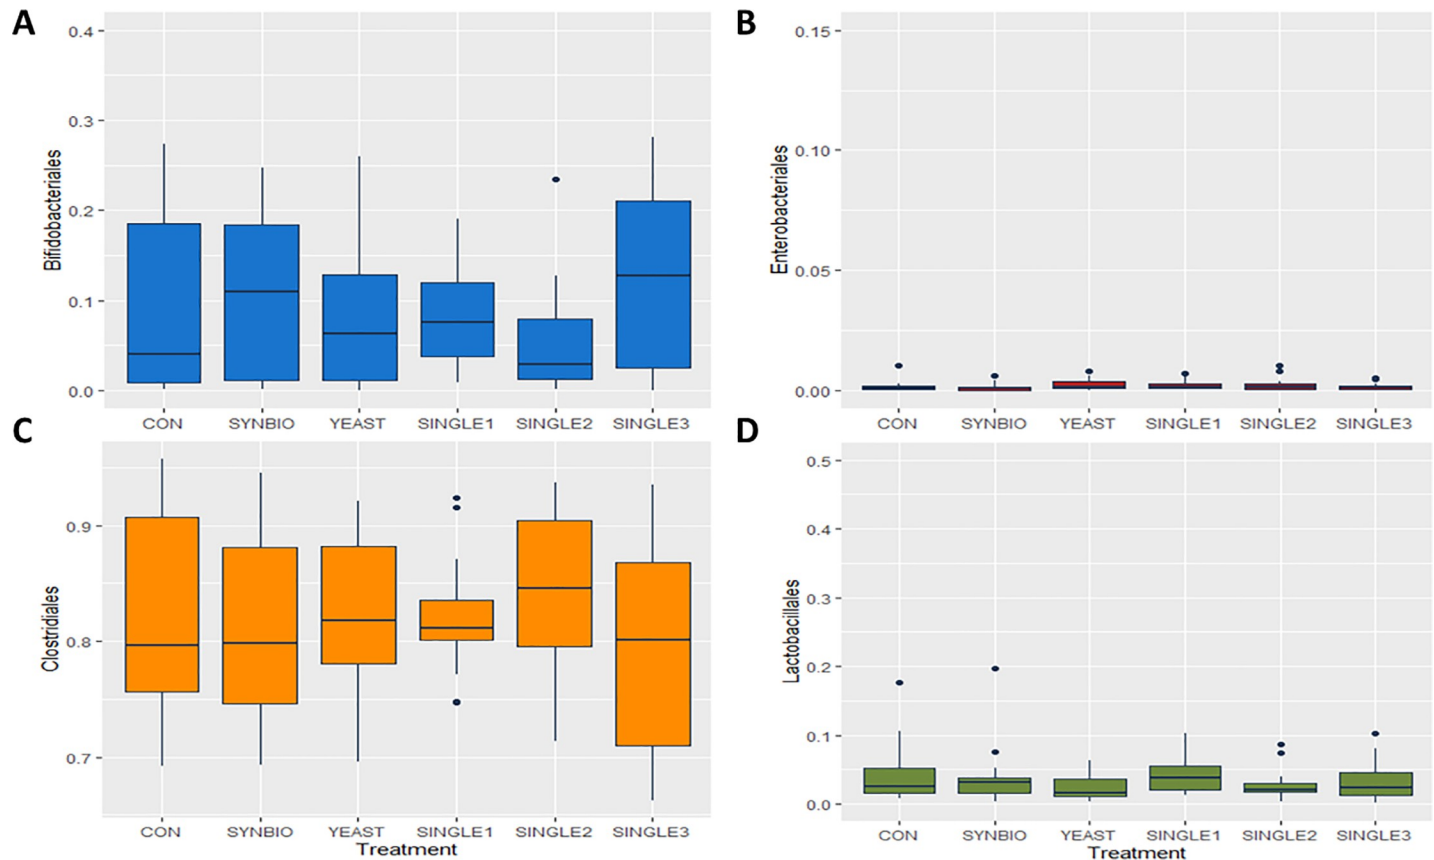 A
Bifidobacteriales
0.4
0.3
0.2
0.1
0.0
CON SYNBIO YEAST SINGLE1 SINGLE2 SINGLE3
B
Enterobacteriales
0.15
0.10
0.05
0.00
CON SYNBIO YEAST SINGLE1 SINGLE2 SINGLE3
C
Clostridiales
0.9
0.8
0.7
CON SYNBIO YEAST SINGLE1 SINGLE2 SINGLE3
Treatment
D
Lactobacillales
0.5
0.4
0.3
0.2
0.1
0.0
CON SYNBIO YEAST SINGLE1 SINGLE2 SINGLE3
Treatment